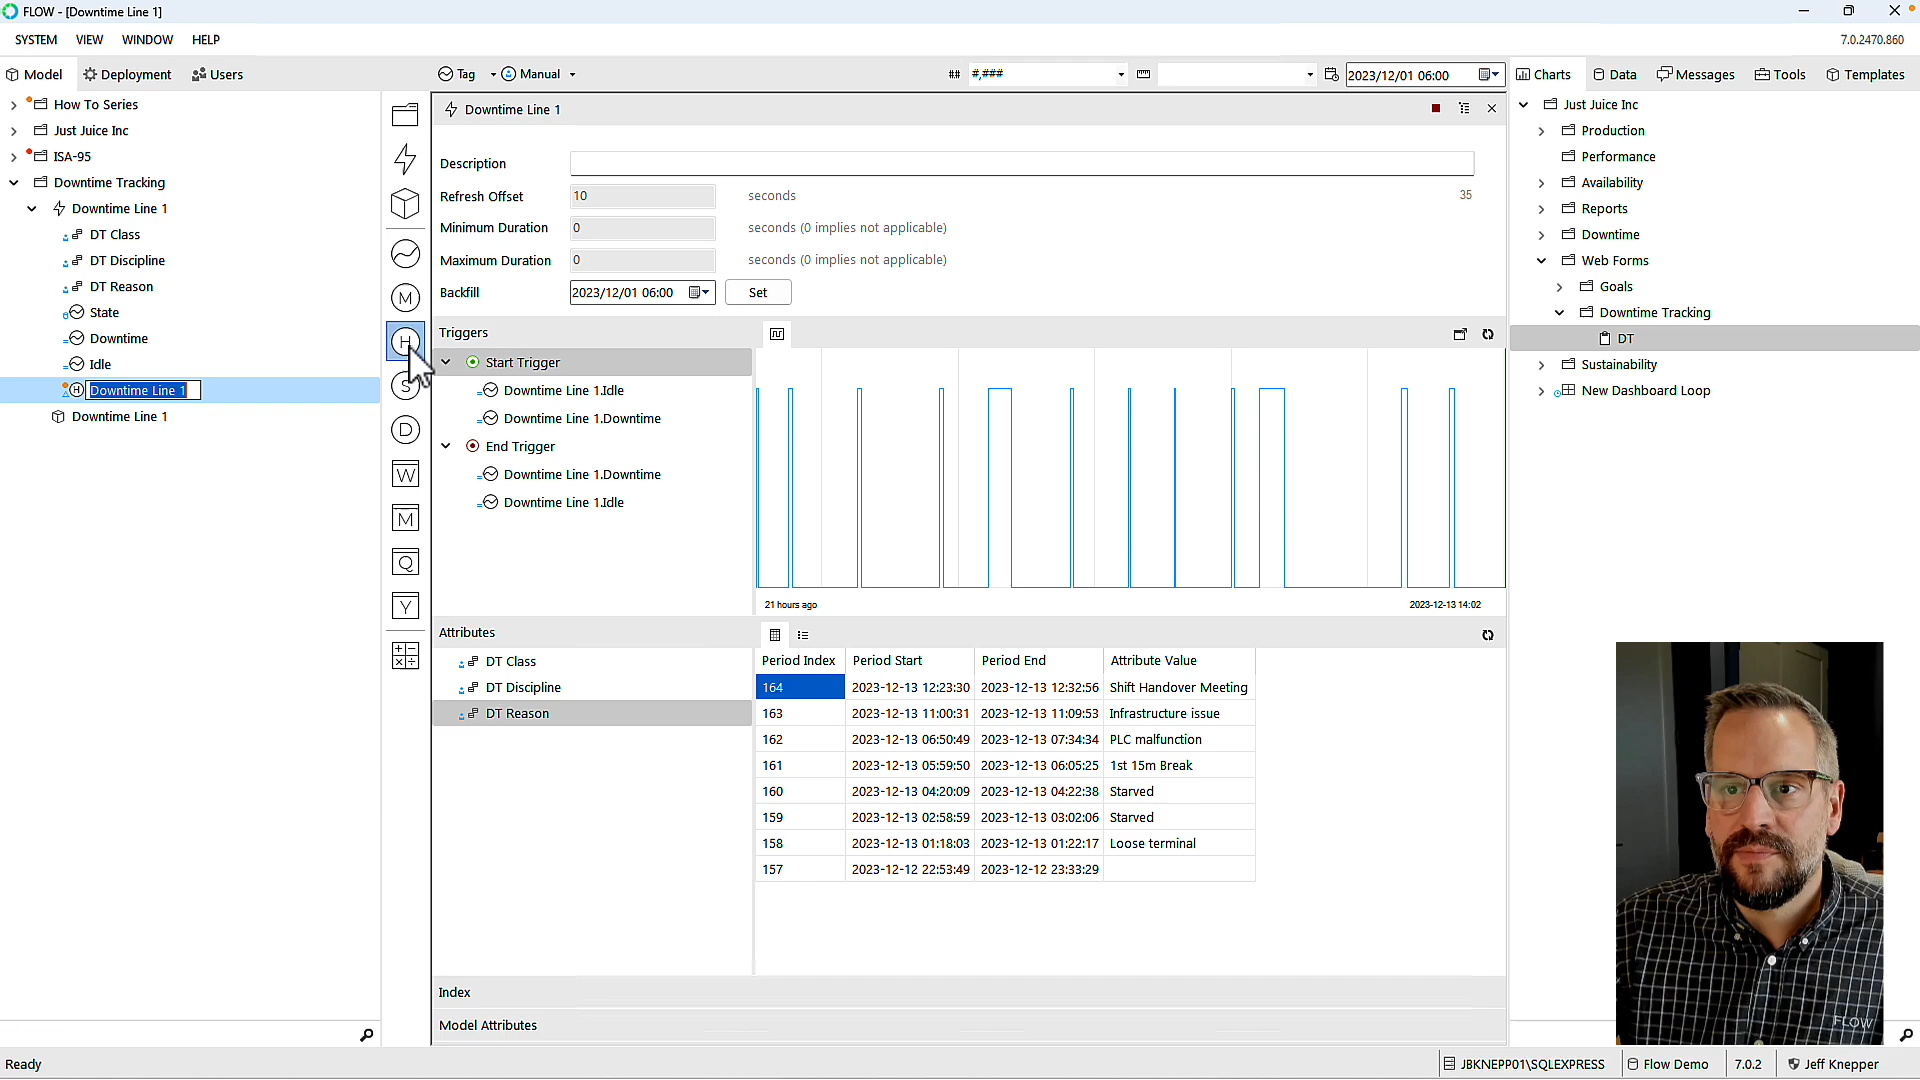 FLOW - [Downtime Line 1]
SYSTEM VIEW WINDOW HELP
7.0.2470.860
Model Deployment Users
Tag Manual
## #,###
2023/12/01 06:00
Charts Data Messages Tools Templates
How To Series
Just Juice Inc
ISA-95
Downtime Tracking
Downtime Line 1
DT Class
DT Discipline
DT Reason
State
Downtime
Idle
H Downtime Line 1
Downtime Line 1
M
H
S
D
W
M
Q
Y
Downtime Line 1
Description
Refresh Offset 10 seconds 35
Minimum Duration 0 seconds (0 implies not applicable)
Maximum Duration 0 seconds (0 implies not applicable)
Backfill 2023/12/01 06:00 Set
Triggers
Start Trigger
Downtime Line 1.Idle
Downtime Line 1.Downtime
End Trigger
Downtime Line 1.Downtime
Downtime Line 1.Idle
21 hours ago 2023-12-13 14:02
Attributes
DT Class
DT Discipline
DT Reason
Period Index Period Start Period End Attribute Value
164 2023-12-13 12:23:30 2023-12-13 12:32:56 Shift Handover Meeting
163 2023-12-13 11:00:31 2023-12-13 11:09:53 Infrastructure issue
162 2023-12-13 06:50:49 2023-12-13 07:34:34 PLC malfunction
161 2023-12-13 05:59:50 2023-12-13 06:05:25 1st 15m Break
160 2023-12-13 04:20:09 2023-12-13 04:22:38 Starved
159 2023-12-13 02:58:59 2023-12-13 03:02:06 Starved
158 2023-12-13 01:18:03 2023-12-13 01:22:17 Loose terminal
157 2023-12-12 22:53:49 2023-12-12 23:33:29
Index
Model Attributes
Just Juice Inc
Production
Performance
Availability
Reports
Downtime
Web Forms
Goals
Downtime Tracking
DT
Sustainability
New Dashboard Loop
FLOW
Ready
JBKNEPP01\SQLEXPRESS Flow Demo 7.0.2 Jeff Knepper